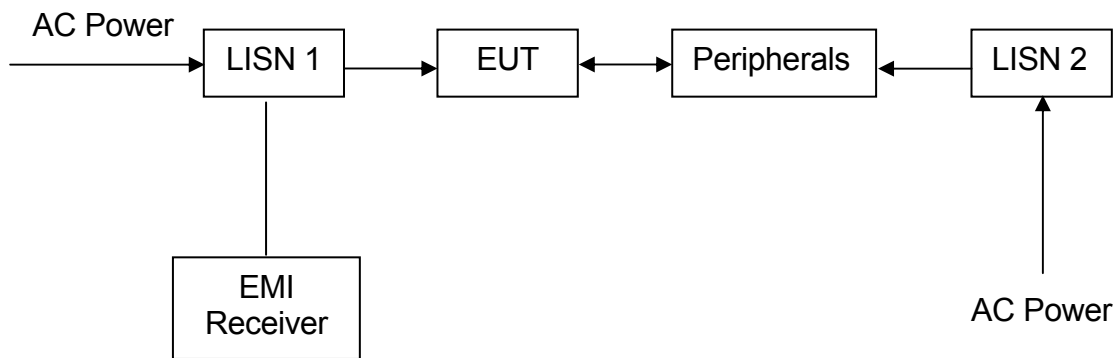 AC Power
LISN 1
EUT
Peripherals
LISN 2
EMI
Receiver
AC Power